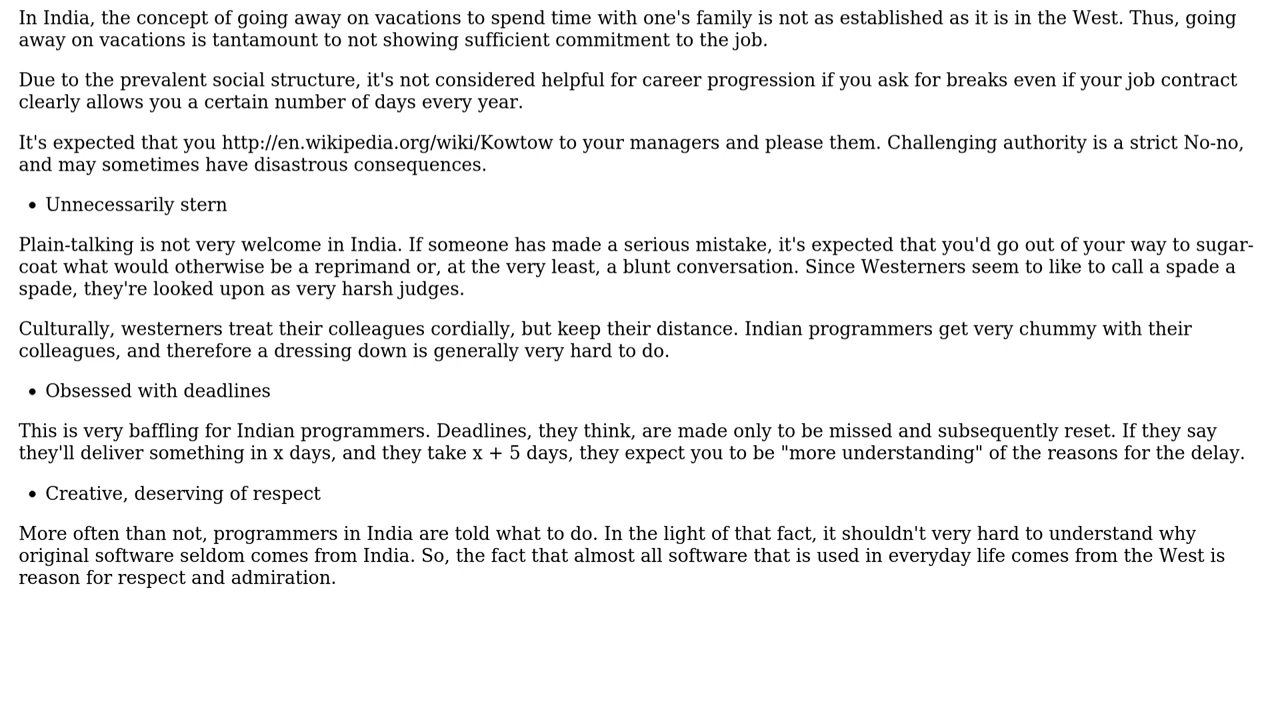 In India, the concept of going away on vacations to spend time with one's family is not as established as it is in the West. Thus, going
away on vacations is tantamount to not showing sufficient commitment to the job.
Due to the prevalent social structure, it's not considered helpful for career progression if you ask for breaks even if your job contract
clearly allows you a certain number of days every year.
It's expected that you http://en.wikipedia.org/wiki/Kowtow to your managers and please them. Challenging authority is a strict No-no,
and may sometimes have disastrous consequences.
• Unnecessarily stern
Plain-talking is not very welcome in India. If someone has made a serious mistake, it's expected that you'd go out of your way to sugar-
coat what would otherwise be a reprimand or, at the very least, a blunt conversation. Since Westerners seem to like to call a spade a
spade, they're looked upon as very harsh judges.
Culturally, westerners treat their colleagues cordially, but keep their distance. Indian programmers get very chummy with their
colleagues, and therefore a dressing down is generally very hard to do.
• Obsessed with deadlines
This is very baffling for Indian programmers. Deadlines, they think, are made only to be missed and subsequently reset. If they say
they'll deliver something in x days, and they take x + 5 days, they expect you to be "more understanding" of the reasons for the delay.
• Creative, deserving of respect
More often than not, programmers in India are told what to do. In the light of that fact, it shouldn't very hard to understand why
original software seldom comes from India. So, the fact that almost all software that is used in everyday life comes from the West is
reason for respect and admiration.